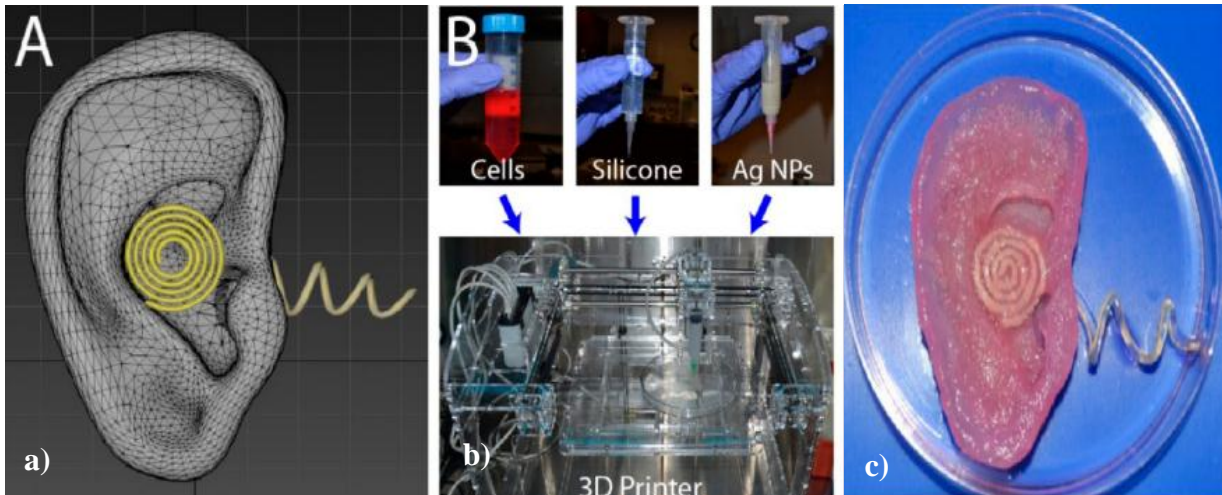 A
a)
B
Cells
Silicone
Ag NPs
3D Printer
b)
c)